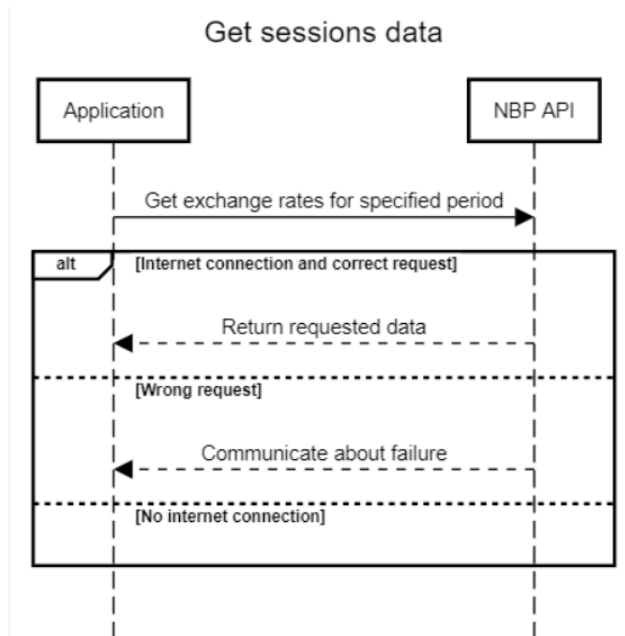 Get sessions data
Application
NBP API
Get exchange rates for specified period
alt
[Internet connection and correct request]
Return requested data
[Wrong request]
Communicate about failure
[No internet connection]